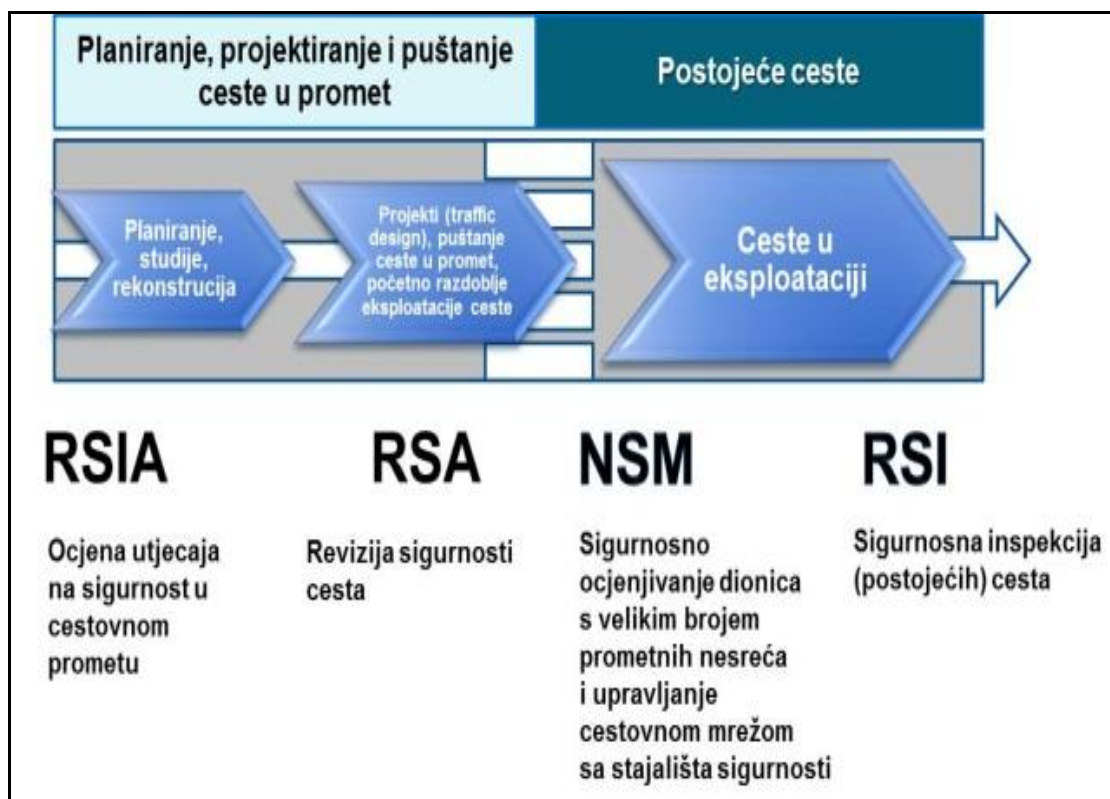 Planiranje, projektiranje i puštanje
ceste u promet
Postojeće ceste
Planiranje,
studije,
rekonstrukcija
Projekti (traffic
design), puštanje
ceste u promet,
početno razdoblje
eksploatacije ceste
Ceste u
eksploataciji
RSIA
RSA
NSM
RSI
Ocjena utjecaja
na sigurnost u
cestovnom
prometu
Revizija sigurnosti
cesta
Sigurnosno
ocjenjivanje dionica
s velikim brojem
prometnih nesreća
i upravljanje
cestovnom mrežom
sa stajališta sigurnosti
Sigurnosna inspekcija
(postojećih) cesta